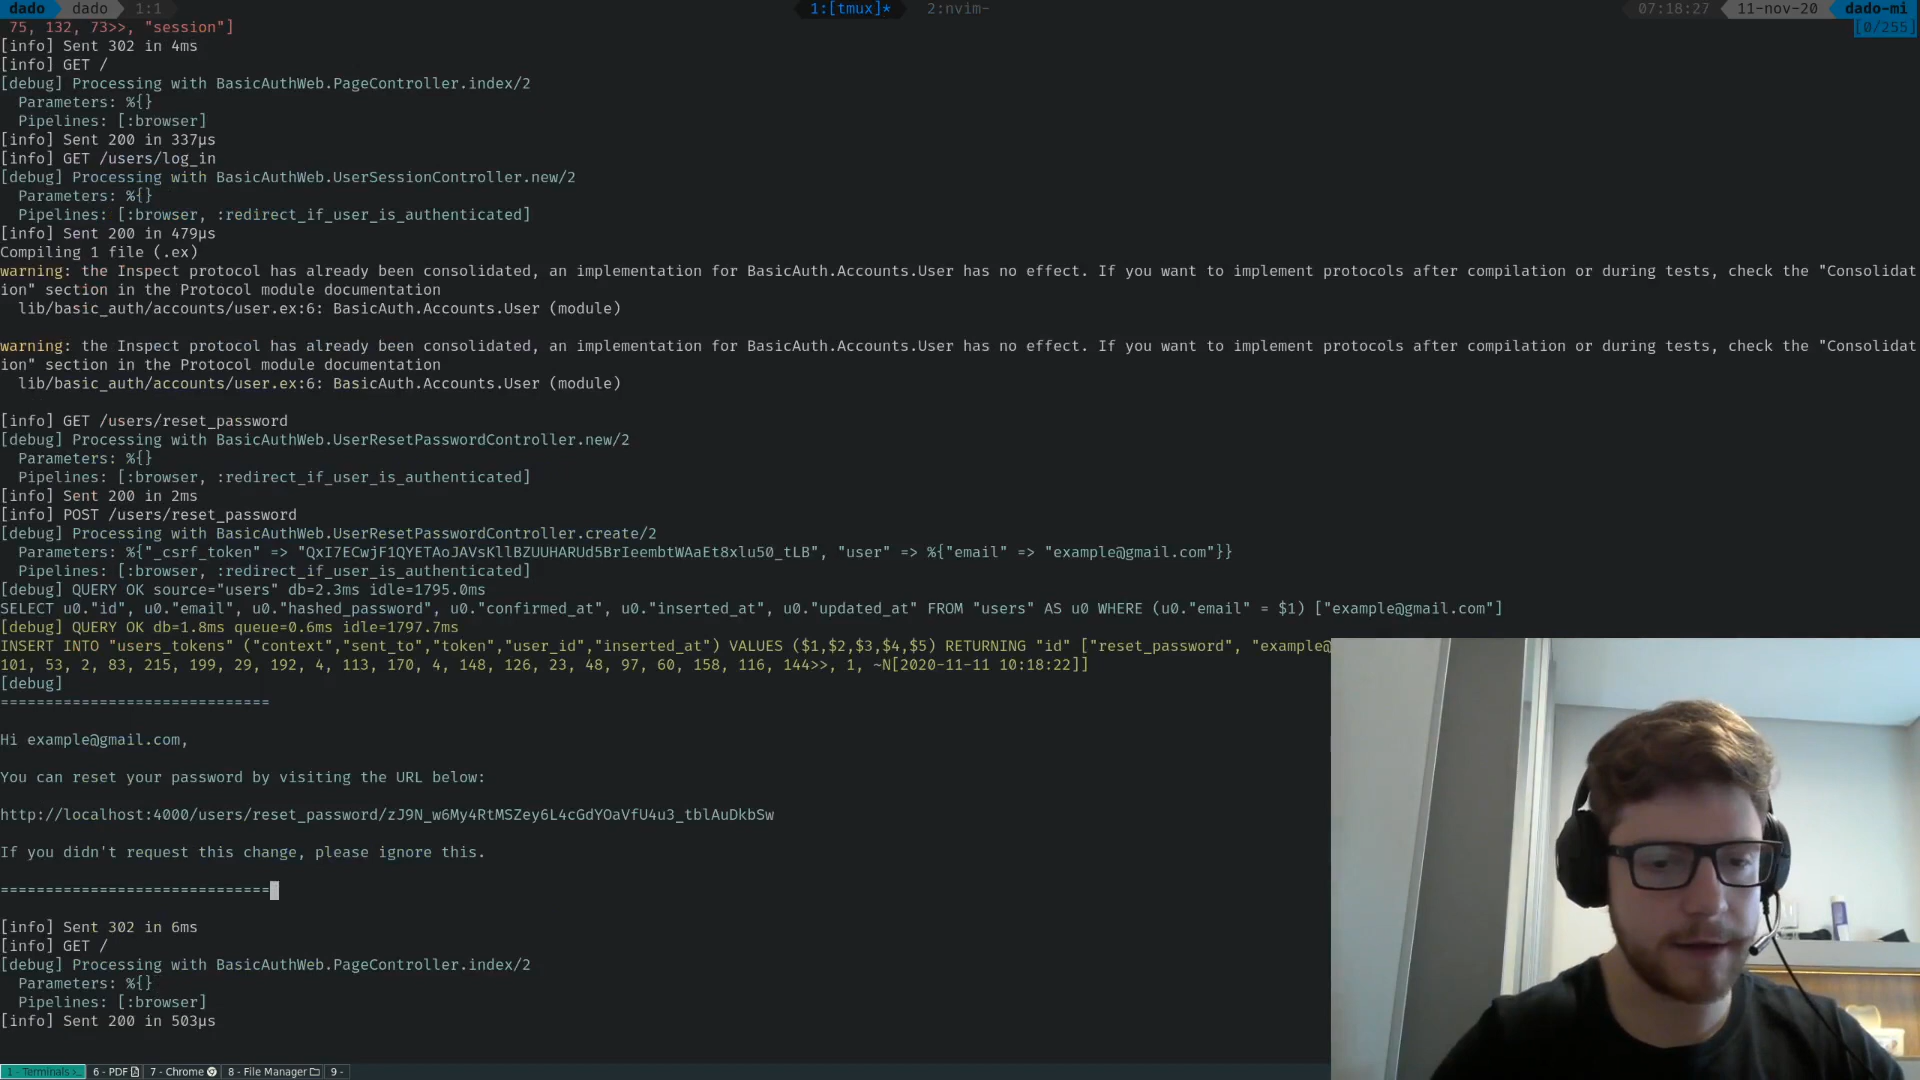 dado dado 1:1 1:[tmux]* 2:nvim- 07:18:27 11-nov-20 dado-mi
75, 132, 73>>, "session"] [0/255]
[info] Sent 302 in 4ms
[info] GET /
[debug] Processing with BasicAuthWeb.PageController.index/2
Parameters: %{}
Pipelines: [:browser]
[info] Sent 200 in 337µs
[info] GET /users/log_in
[debug] Processing with BasicAuthWeb.UserSessionController.new/2
Parameters: %{}
Pipelines: [:browser, :redirect_if_user_is_authenticated]
[info] Sent 200 in 479µs
Compiling 1 file (.ex)
warning: the Inspect protocol has already been consolidated, an implementation for BasicAuth.Accounts.User has no effect. If you want to implement protocols after compilation or during tests, check the "Consolidat
ion" section in the Protocol module documentation
lib/basic_auth/accounts/user.ex:6: BasicAuth.Accounts.User (module)
warning: the Inspect protocol has already been consolidated, an implementation for BasicAuth.Accounts.User has no effect. If you want to implement protocols after compilation or during tests, check the "Consolidat
ion" section in the Protocol module documentation
lib/basic_auth/accounts/user.ex:6: BasicAuth.Accounts.User (module)
[info] GET /users/reset_password
[debug] Processing with BasicAuthWeb.UserResetPasswordController.new/2
Parameters: %{}
Pipelines: [:browser, :redirect_if_user_is_authenticated]
[info] Sent 200 in 2ms
[info] POST /users/reset_password
[debug] Processing with BasicAuthWeb.UserResetPasswordController.create/2
Parameters: %{"_csrf_token" => "QxI7ECwjF1QYETAoJAVsKllBZUUHARUd5BrIeembtWAaEt8xlu50_tLB", "user" => %{"email" => "example@gmail.com"}}
Pipelines: [:browser, :redirect_if_user_is_authenticated]
[debug] QUERY OK source="users" db=2.3ms idle=1795.0ms
SELECT u0."id", u0."email", u0."hashed_password", u0."confirmed_at", u0."inserted_at", u0."updated_at" FROM "users" AS u0 WHERE (u0."email" = $1) ["example@gmail.com"]
[debug] QUERY OK db=1.8ms queue=0.6ms idle=1797.7ms
INSERT INTO "users_tokens" ("context","sent_to","token","user_id","inserted_at") VALUES ($1,$2,$3,$4,$5) RETURNING "id" ["reset_password", "example@
101, 53, 2, 83, 215, 199, 29, 192, 4, 113, 170, 4, 148, 126, 23, 48, 97, 60, 158, 116, 144>>, 1, ~N[2020-11-11 10:18:22]]
[debug]
==============================
Hi example@gmail.com,
You can reset your password by visiting the URL below:
http://localhost:4000/users/reset_password/zJ9N_w6My4RtMSZey6L4cGdYOaVfU4u3_tblAuDkbSw
If you didn't request this change, please ignore this.
==============================
[info] Sent 302 in 6ms
[info] GET /
[debug] Processing with BasicAuthWeb.PageController.index/2
Parameters: %{}
Pipelines: [:browser]
[info] Sent 200 in 503µs
1 - Terminals 6 - PDF 7 - Chrome 8 - File Manager 9 -